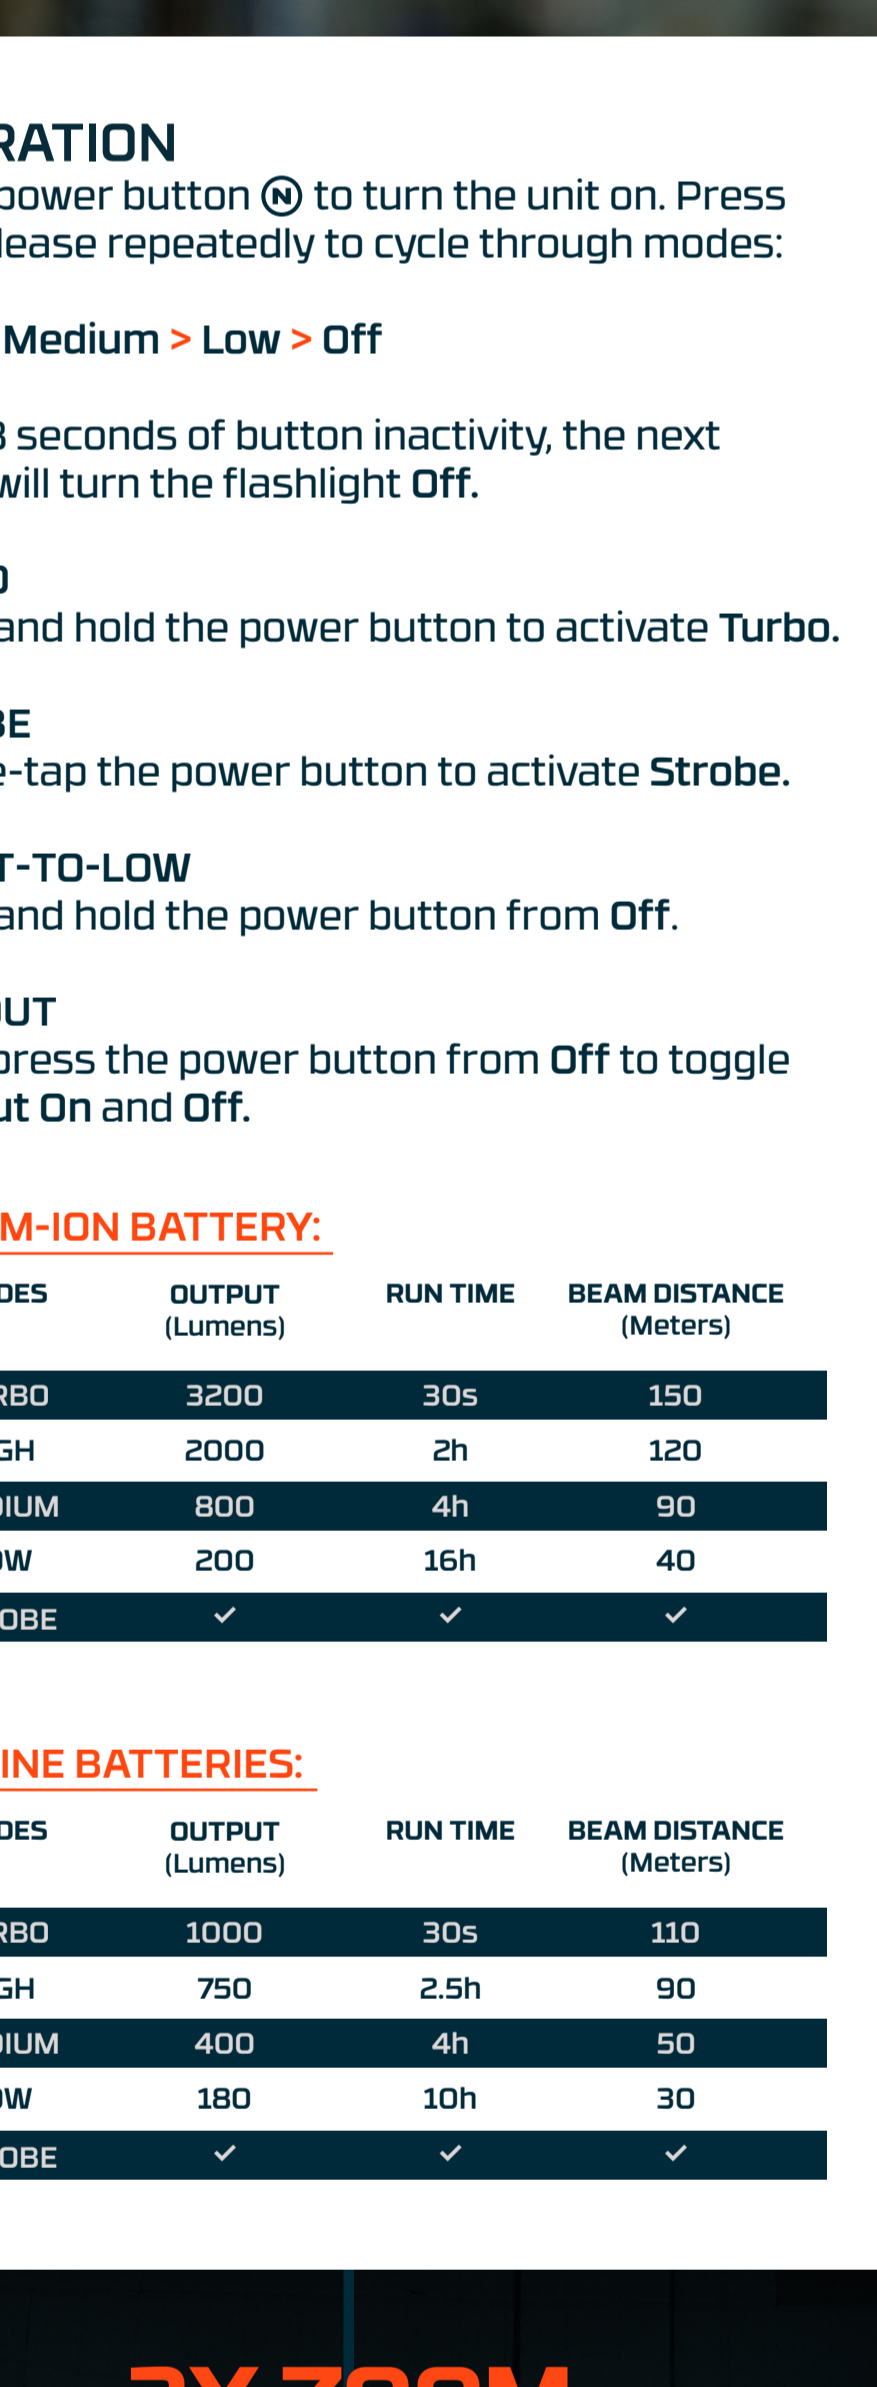 RATION
power button N to turn the unit on. Press
lease repeatedly to cycle through modes:
Medium > Low > Off
3 seconds of button inactivity, the next
will turn the flashlight Off.
O
and hold the power button to activate Turbo.
BE
e-tap the power button to activate Strobe.
T-TO-LOW
and hold the power button from Off.
OUT
press the power button from Off to toggle
ut On and Off.
M-ION BATTERY:
DES OUTPUT RUN TIME BEAM DISTANCE
(Lumens) (Meters)
RBO 3200 30s 150
GH 2000 2h 120
DIUM 800 4h 90
OW 200 16h 40
OBE ✓ ✓ ✓
INE BATTERIES:
DES OUTPUT RUN TIME BEAM DISTANCE
(Lumens) (Meters)
RBO 1000 30s 110
GH 750 2.5h 90
DIUM 400 4h 50
OW 180 10h 30
OBE ✓ ✓ ✓
2X ZOOM